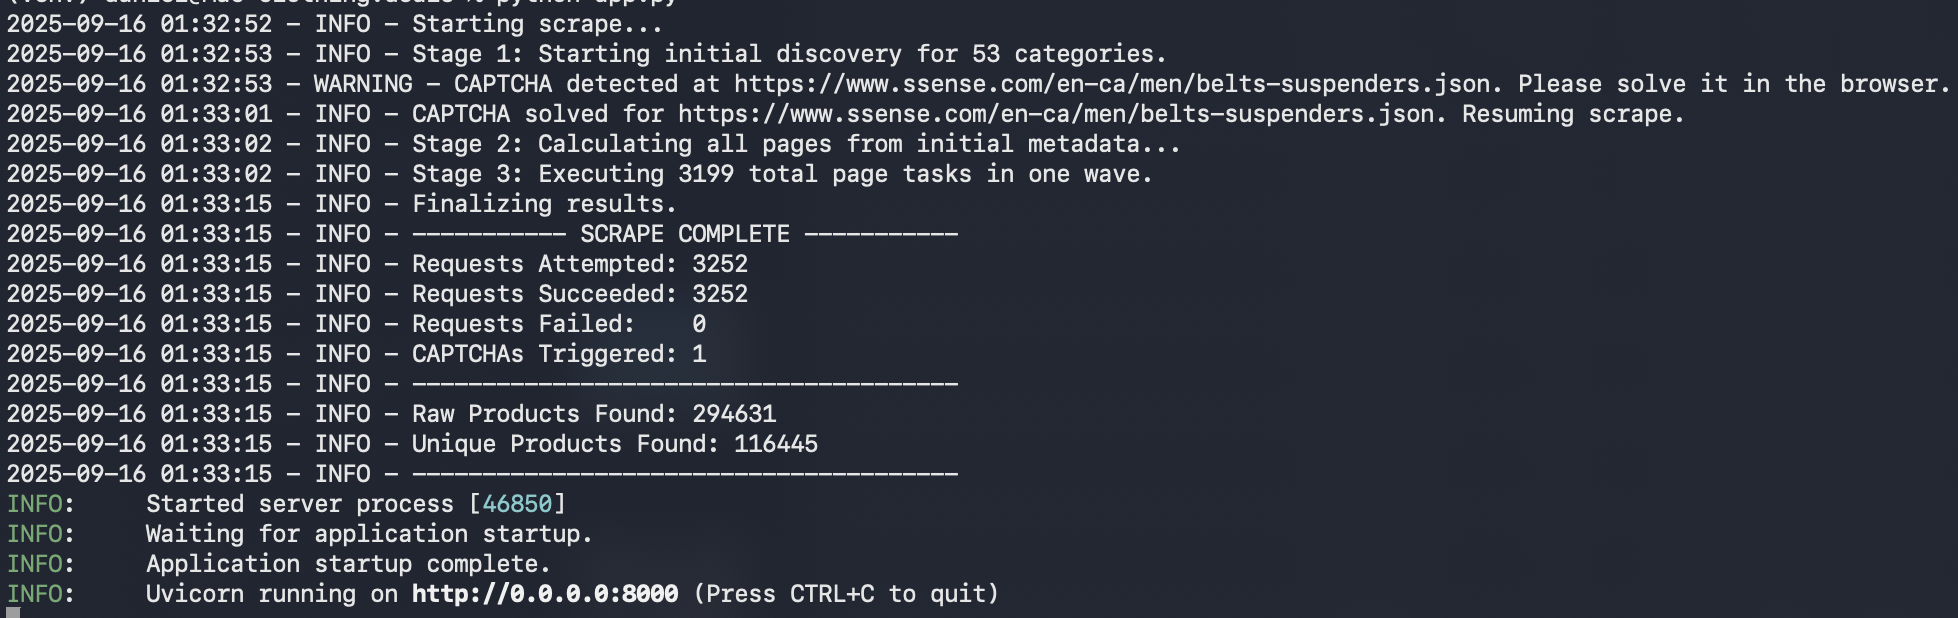 2025-09-16 01:32:52 - INFO - Starting scrape...
2025-09-16 01:32:53 - INFO - Stage 1: Starting initial discovery for 53 categories.
2025-09-16 01:32:53 - WARNING - CAPTCHA detected at https://www.ssense.com/en-ca/men/belts-suspenders.json. Please solve it in the browser.
2025-09-16 01:33:01 - INFO - CAPTCHA solved for https://www.ssense.com/en-ca/men/belts-suspenders.json. Resuming scrape.
2025-09-16 01:33:02 - INFO - Stage 2: Calculating all pages from initial metadata...
2025-09-16 01:33:02 - INFO - Stage 3: Executing 3199 total page tasks in one wave.
2025-09-16 01:33:15 - INFO - Finalizing results.
2025-09-16 01:33:15 - INFO - ----------- SCRAPE COMPLETE -----------
2025-09-16 01:33:15 - INFO - Requests Attempted: 3252
2025-09-16 01:33:15 - INFO - Requests Succeeded: 3252
2025-09-16 01:33:15 - INFO - Requests Failed:    0
2025-09-16 01:33:15 - INFO - CAPTCHAs Triggered: 1
2025-09-16 01:33:15 - INFO - ---------------------------------------
2025-09-16 01:33:15 - INFO - Raw Products Found: 294631
2025-09-16 01:33:15 - INFO - Unique Products Found: 116445
2025-09-16 01:33:15 - INFO - ---------------------------------------
INFO:     Started server process [46850]
INFO:     Waiting for application startup.
INFO:     Application startup complete.
INFO:     Uvicorn running on http://0.0.0.0:8000 (Press CTRL+C to quit)